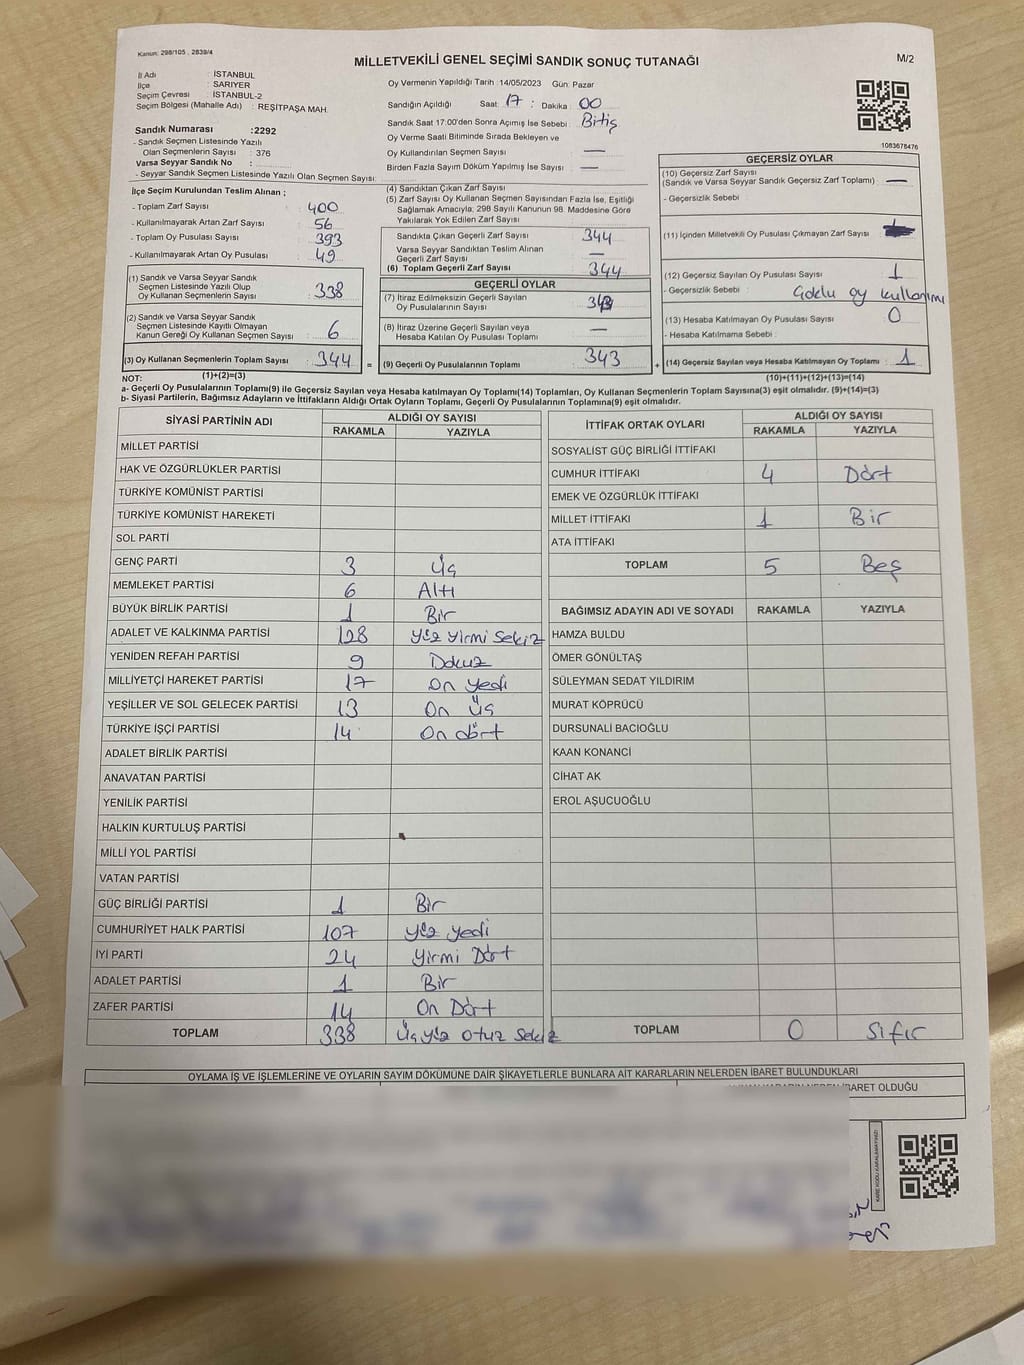 Kanun: 298/105 , 2839/4
MİLLETVEKİLİ GENEL SEÇİMİ SANDIK SONUÇ TUTANAĞI
M/2
İl Adı : İSTANBUL
İlçe : SARIYER
Seçim Çevresi : İSTANBUL-2
Seçim Bölgesi (Mahalle Adı) : REŞİTPAŞA MAH.
Sandık Numarası :2292
- Sandık Seçmen Listesinde Yazılı
Olan Seçmenlerin Sayısı : 376
Varsa Seyyar Sandık No :
- Seyyar Sandık Seçmen Listesinde Yazılı Olan Seçmen Sayısı:
Oy Vermenin Yapıldığı Tarih :14/05/2023 Gün: Pazar
Sandığın Açıldığı Saat: 17 : Dakika: 00
Sandık Saat 17:00'den Sonra Açımış İse Sebebi : Bitiş
Oy Verme Saati Bitiminde Sırada Bekleyen ve
Oy Kullandırılan Seçmen Sayısı : —
Birden Fazla Sayım Döküm Yapılmış İse Sayısı : —
1083678476
İlçe Seçim Kurulundan Teslim Alınan ;
- Toplam Zarf Sayısı : 400
- Kullanılmayarak Artan Zarf Sayısı : 56
- Toplam Oy Pusulası Sayısı : 393
- Kullanılmayarak Artan Oy Pusulası : 49
(1) Sandık ve Varsa Seyyar Sandık
Seçmen Listesinde Yazılı Olup
Oy Kullanan Seçmenlerin Sayısı : 338
(2) Sandık ve Varsa Seyyar Sandık
Seçmen Listesinde Kayıtlı Olmayan
Kanun Gereği Oy Kullanan Seçmen Sayısı : 6
(3) Oy Kullanan Seçmenlerin Toplam Sayısı : 344 =
(1)+(2)=(3)
(4) Sandıktan Çıkan Zarf Sayısı :
(5) Zarf Sayısı Oy Kullanan Seçmen Sayısından Fazla İse, Eşitliği
Sağlamak Amacıyla; 298 Sayılı Kanunun 98. Maddesine Göre
Yakılarak Yok Edilen Zarf Sayısı :
Sandıkta Çıkan Geçerli Zarf Sayısı : 344
Varsa Seyyar Sandıktan Teslim Alınan
Geçerli Zarf Sayısı : —
(6) Toplam Geçerli Zarf Sayısı : 344
GEÇERLİ OYLAR
(7) İtiraz Edilmeksizin Geçerli Sayılan
Oy Pusulalarının Sayısı : 343
(8) İtiraz Üzerine Geçerli Sayılan veya
Hesaba Katılan Oy Pusulası Toplamı : —
(9) Geçerli Oy Pusulalarının Toplamı : 343 +
GEÇERSİZ OYLAR
(10) Geçersiz Zarf Sayısı
(Sandık ve Varsa Seyyar Sandık Geçersiz Zarf Toplamı) : —
- Geçersizlik Sebebi :
(11) İçinden Milletvekili Oy Pusulası Çıkmayan Zarf Sayısı :
(12) Geçersiz Sayılan Oy Pusulası Sayısı : 1
- Geçersizlik Sebebi : Çoklu oy kullanımı
(13) Hesaba Katılmayan Oy Pusulası Sayısı : 0
- Hesaba Katılmama Sebebi :
(14) Geçersiz Sayılan veya Hesaba Katılmayan Oy Toplamı : 1
(10)+(11)+(12)+(13)=(14)
NOT:
a- Geçerli Oy Pusulalarının Toplamı(9) ile Geçersiz Sayılan veya Hesaba katılmayan Oy Toplamı(14) Toplamları, Oy Kullanan Seçmenlerin Toplam Sayısına(3) eşit olmalıdır. (9)+(14)=(3)
b- Siyasi Partilerin, Bağımsız Adayların ve İttifakların Aldığı Ortak Oyların Toplamı, Geçerli Oy Pusulalarının Toplamına(9) eşit olmalıdır.
SİYASİ PARTİNİN ADI ALDIĞI OY SAYISI
RAKAMLA YAZIYLA
MİLLET PARTİSİ
HAK VE ÖZGÜRLÜKLER PARTİSİ
TÜRKİYE KOMÜNİST PARTİSİ
TÜRKİYE KOMÜNİST HAREKETİ
SOL PARTİ
GENÇ PARTİ 3 Üç
MEMLEKET PARTİSİ 6 Altı
BÜYÜK BİRLİK PARTİSİ 1 Bir
ADALET VE KALKINMA PARTİSİ 128 Yüz Yirmi Sekiz
YENİDEN REFAH PARTİSİ 9 Dokuz
MİLLİYETÇİ HAREKET PARTİSİ 17 On yedi
YEŞİLLER VE SOL GELECEK PARTİSİ 13 On Üç
TÜRKİYE İŞÇİ PARTİSİ 14 On dört
ADALET BİRLİK PARTİSİ
ANAVATAN PARTİSİ
YENİLİK PARTİSİ
HALKIN KURTULUŞ PARTİSİ
MİLLİ YOL PARTİSİ
VATAN PARTİSİ
GÜÇ BİRLİĞİ PARTİSİ 1 Bir
CUMHURİYET HALK PARTİSİ 107 Yüz yedi
İYİ PARTİ 24 Yirmi Dört
ADALET PARTİSİ 1 Bir
ZAFER PARTİSİ 14 On Dört
TOPLAM 338 Üçyüz otuz sekiz
İTTİFAK ORTAK OYLARI ALDIĞI OY SAYISI
RAKAMLA YAZIYLA
SOSYALİST GÜÇ BİRLİĞİ İTTİFAKI
CUMHUR İTTİFAKI 4 Dört
EMEK VE ÖZGÜRLÜK İTTİFAKI
MİLLET İTTİFAKI 1 Bir
ATA İTTİFAKI
TOPLAM 5 Beş
BAĞIMSIZ ADAYIN ADI VE SOYADI RAKAMLA YAZIYLA
HAMZA BULDU
ÖMER GÖNÜLTAŞ
SÜLEYMAN SEDAT YILDIRIM
MURAT KÖPRÜCÜ
DURSUNALİ BACIOĞLU
KAAN KONANCİ
CİHAT AK
EROL AŞUCUOĞLU
TOPLAM 0 Sıfır
OYLAMA İŞ VE İŞLEMLERİNE VE OYLARIN SAYIM DÖKÜMÜNE DAİR ŞİKAYETLERLE BUNLARA AİT KARARLARIN NELERDEN İBARET BULUNDUKLARI
İBARET OLDUĞU